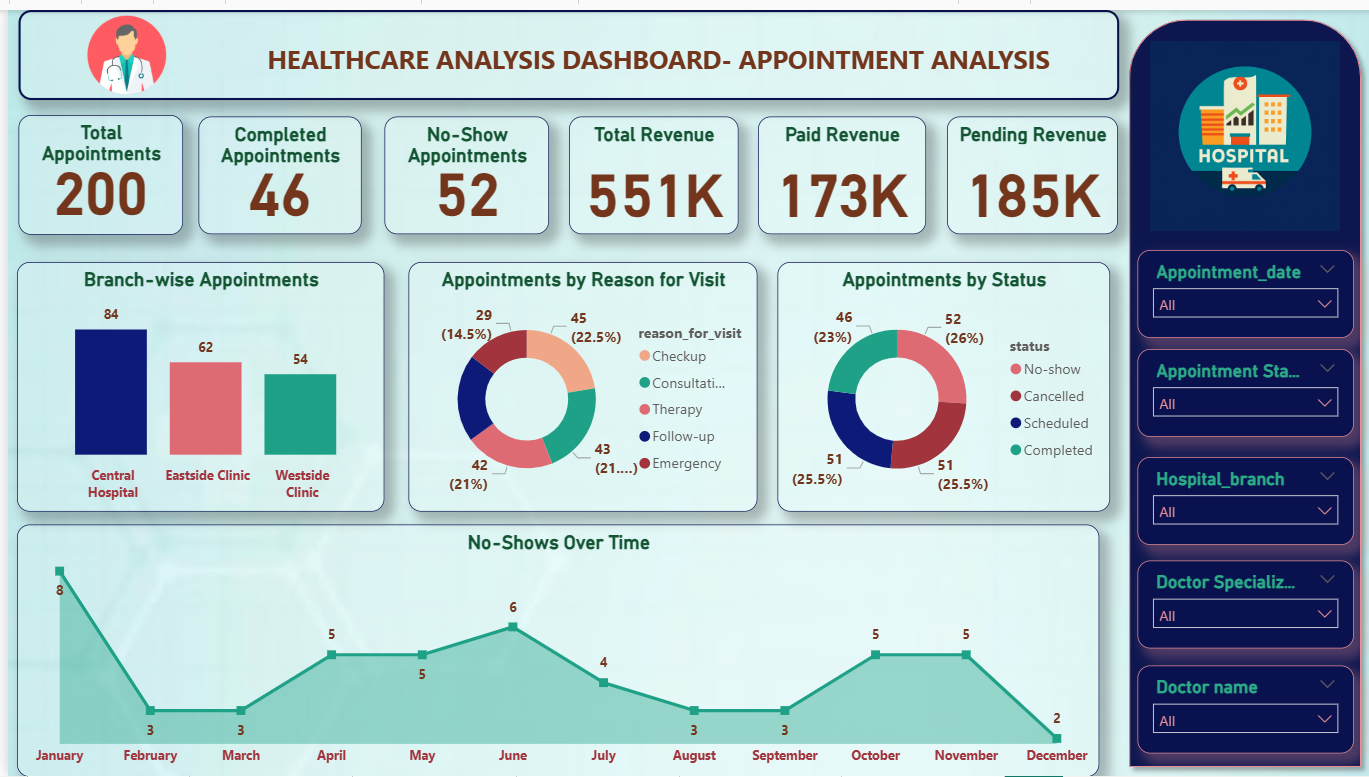 HEALTHCARE ANALYSIS DASHBOARD- APPOINTMENT ANALYSIS
HOSPITAL
Total
Appointments
200
Completed
Appointments
46
No-Show
Appointments
52
Total Revenue
551K
Paid Revenue
173K
Pending Revenue
185K
Branch-wise Appointments
84
62
54
Central
Hospital
Eastside Clinic
Westside
Clinic
Appointments by Reason for Visit
29
(14.5%)
45
(22.5%)
42
(21%)
43
(21....)
reason_for_visit
Checkup
Consultati...
Therapy
Follow-up
Emergency
Appointments by Status
46
(23%)
52
(26%)
51
(25.5%)
51
(25.5%)
status
No-show
Cancelled
Scheduled
Completed
No-Shows Over Time
8
3
3
5
5
6
4
3
3
5
5
2
January
February
March
April
May
June
July
August
September
October
November
December
Appointment_date
All
Appointment Sta...
All
Hospital_branch
All
Doctor Specializ...
All
Doctor name
All